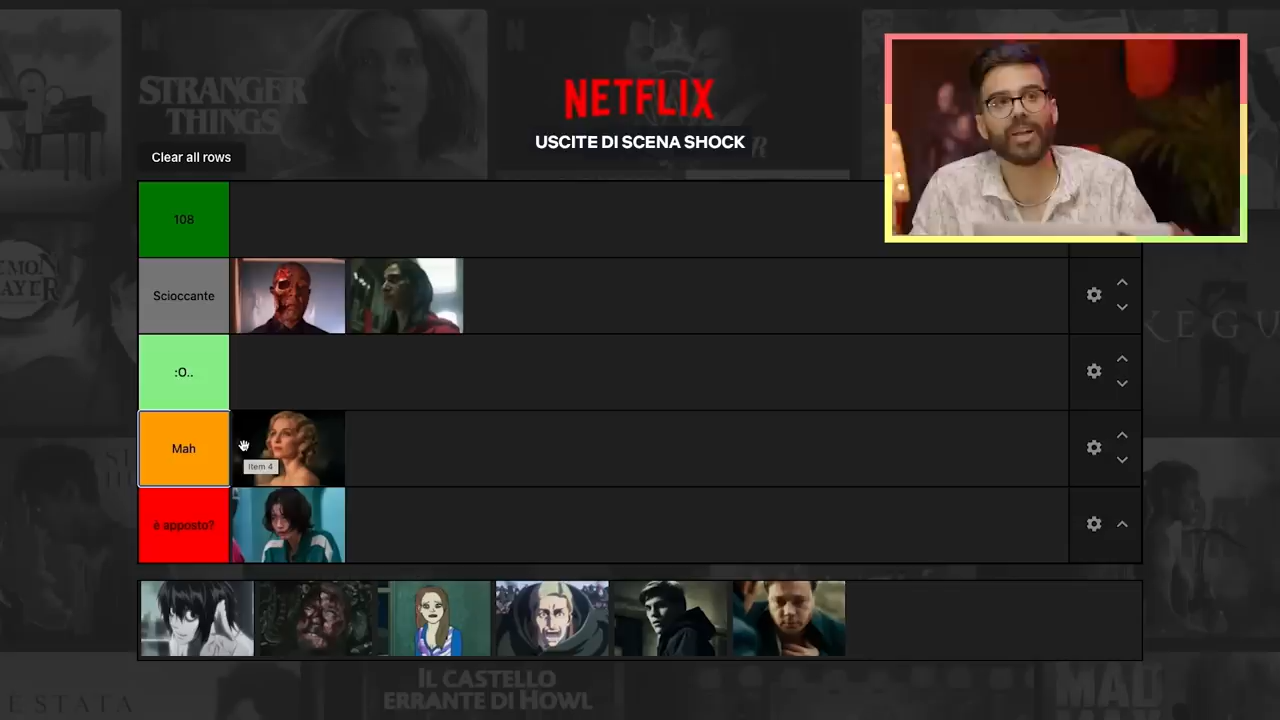 STRANGER
THINGS
NETFLIX
USCITE DI SCENA SHOCK
Clear all rows
108
Scioccante
:O..
Mah
Item 4
è apposto?
IL CASTELLO
ERRANTE DI HOWL
MAD